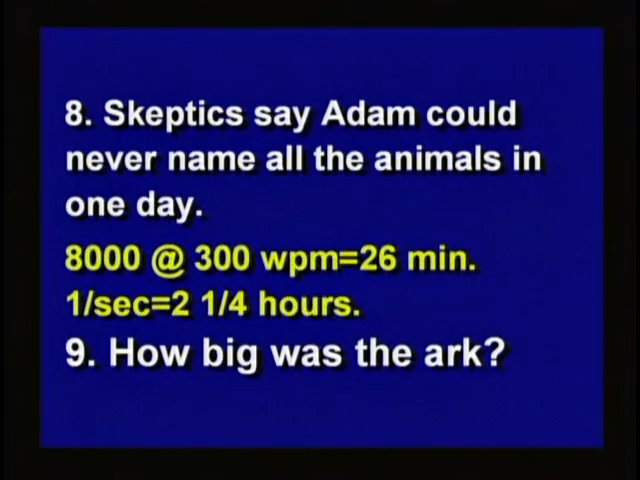 8. Skeptics say Adam could
never name all the animals in
one day.
8000 @ 300 wpm=26 min.
1/sec=2 1/4 hours.
9. How big was the ark?